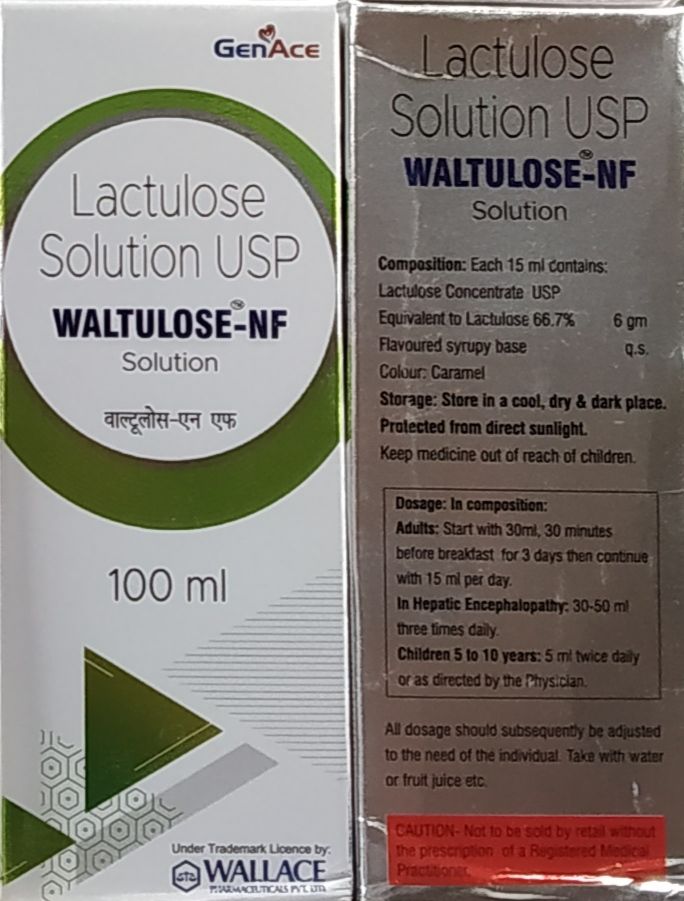 GenAce
Lactulose
Solution USP
WALTULOSE™-NF
Solution
वाल्टूलोस-एन एफ
100 ml
Under Trademark Licence by:
WALLACE
PHARMACEUTICALS PVT. LTD.
Lactulose
Solution USP
WALTULOSE™-NF
Solution
Composition: Each 15 ml contains:
Lactulose Concentrate USP
Equivalent to Lactulose 66.7% 6 gm
Flavoured syrupy base q.s.
Colour: Caramel
Storage: Store in a cool, dry & dark place.
Protected from direct sunlight.
Keep medicine out of reach of children.
Dosage: In composition:
Adults: Start with 30ml, 30 minutes
before breakfast for 3 days then continue
with 15 ml per day.
In Hepatic Encephalopathy: 30-50 ml
three times daily.
Children 5 to 10 years: 5 ml twice daily
or as directed by the Physician.
All dosage should subsequently be adjusted
to the need of the individual. Take with water
or fruit juice etc.
CAUTION- Not to be sold by retail without
the prescription of a Registered Medical
Practitioner.